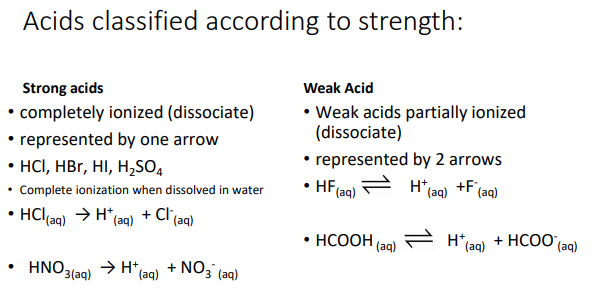 Acids classified according to strength:
Strong acids
• completely ionized (dissociate)
• represented by one arrow
• HCl, HBr, HI, H₂SO₄
• Complete ionization when dissolved in water
• HCl(aq) → H⁺(aq) + Cl⁻(aq)
• HNO₃(aq) → H⁺(aq) + NO₃⁻(aq)
Weak Acid
• Weak acids partially ionized
(dissociate)
• represented by 2 arrows
• HF(aq) ⇌ H⁺(aq) +F⁻(aq)
• HCOOH (aq) ⇌ H⁺(aq) + HCOO⁻(aq)